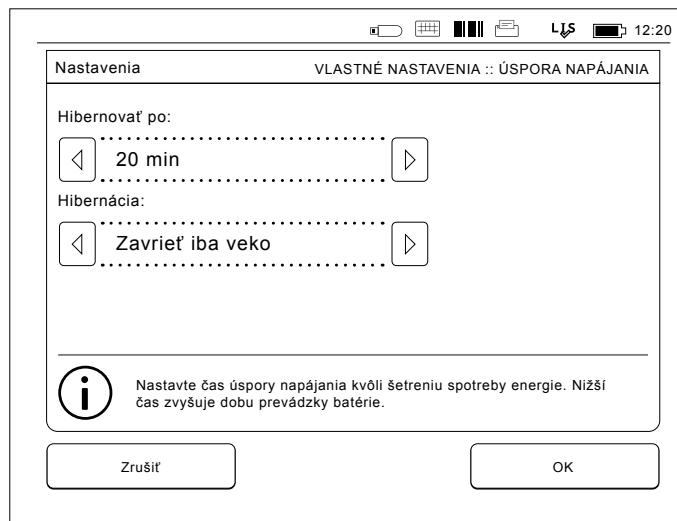 LIS 12:20
Nastavenia VLASTNÉ NASTAVENIA :: ÚSPORA NAPÁJANIA
Hibernovať po:
20 min
Hibernácia:
Zavrieť iba veko
Nastavte čas úspory napájania kvôli šetreniu spotreby energie. Nižší
čas zvyšuje dobu prevádzky batérie.
Zrušiť OK